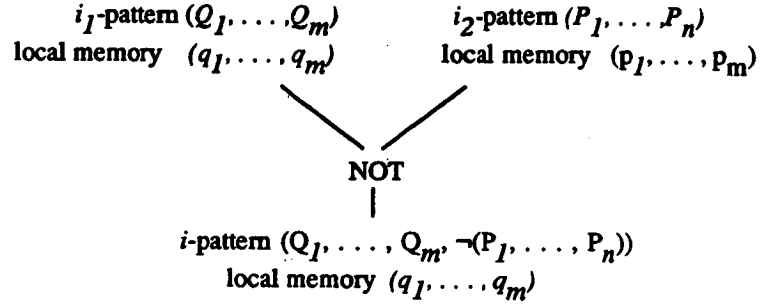 i₁-pattern (Q₁, . . . ,Qₘ) i₂-pattern (P₁, . . . ,Pₙ)
local memory (q₁, . . . , qₘ) local memory (p₁, . . . , pₘ)
NOT
i-pattern (Q₁, . . . , Qₘ, ¬(P₁, . . . , Pₙ))
local memory (q₁, . . . , qₘ)